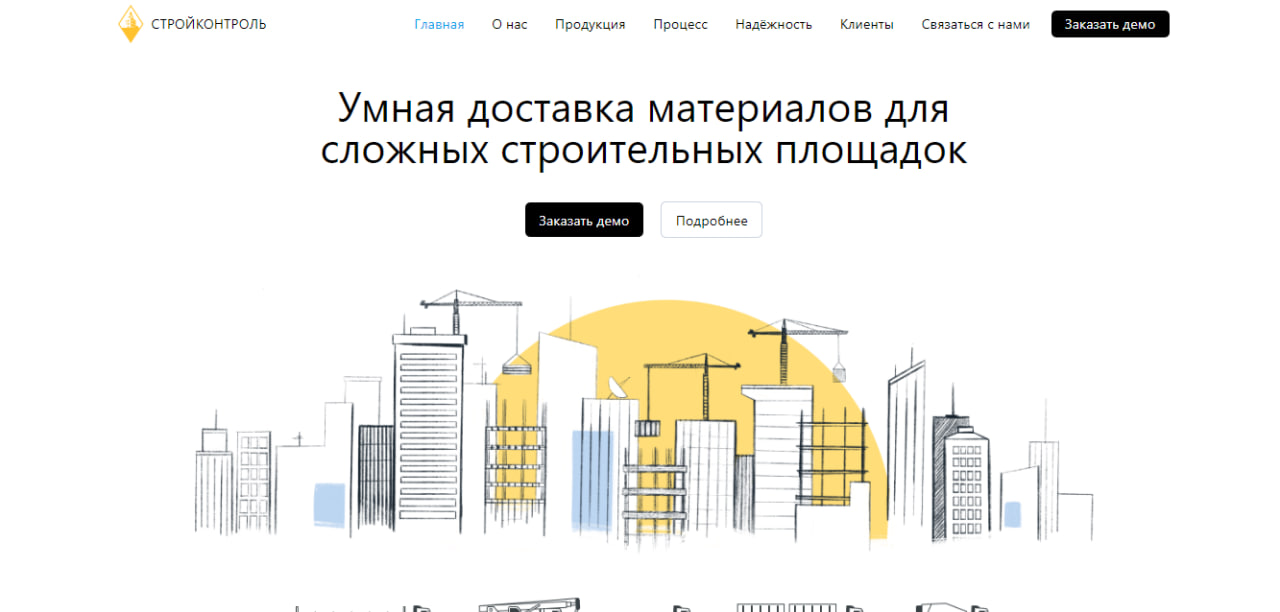 СТРОЙКОНТРОЛЬ
Главная О нас Продукция Процесс Надёжность Клиенты Связаться с нами Заказать демо
Умная доставка материалов для
сложных строительных площадок
Заказать демо Подробнее